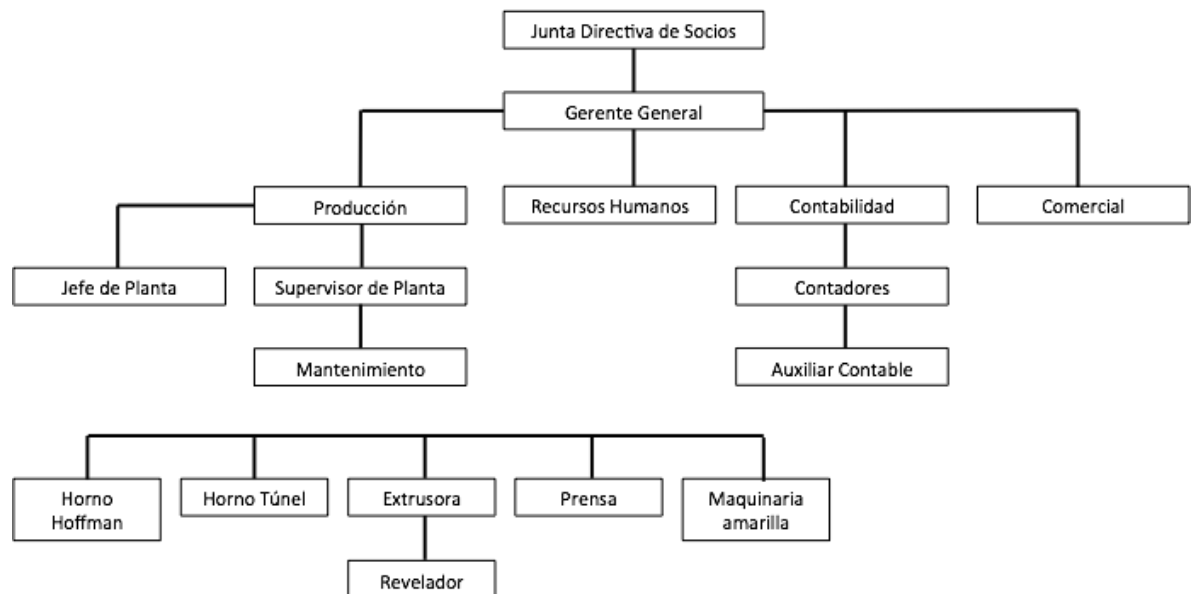 Junta Directiva de Socios
Gerente General
Producción
Recursos Humanos
Contabilidad
Comercial
Jefe de Planta
Supervisor de Planta
Contadores
Mantenimiento
Auxiliar Contable
Horno
Hoffman
Horno Túnel
Extrusora
Prensa
Maquinaria
amarilla
Revelador